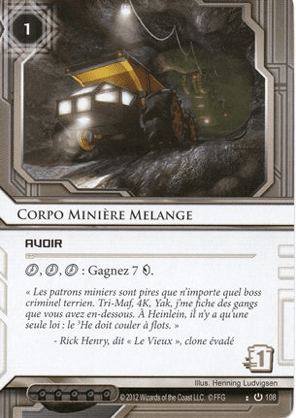 1
CORPO MINIÈRE MELANGE
AVOIR
, , : Gagnez 7 .
« Les patrons miniers sont pires que n'importe quel boss
criminel terrien. Tri-Maf, 4K, Yak, j'me fiche des gangs
que vous avez en-dessous. À Heinlein, il n'y a qu'une
seule loi : le ³He doit couler à flots. »
- Rick Henry, dit « Le Vieux », clone évadé
1
Illus. Henning Ludvigsen
© 2012 Wizards of the Coast LLC. © FFG
108